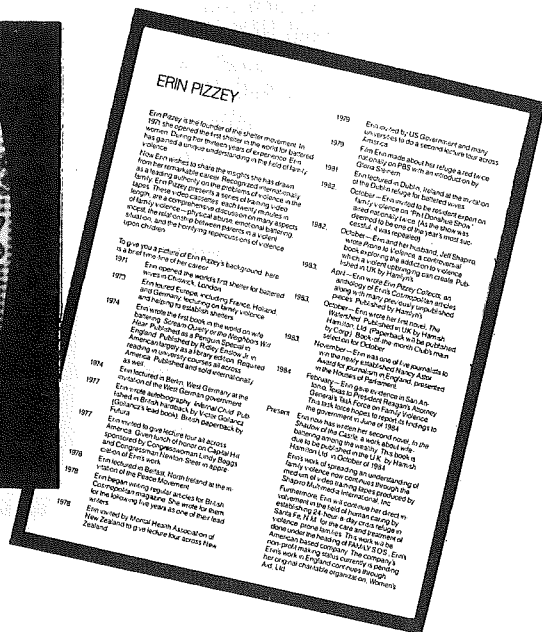 ERIN PIZZEY
Erin Pizzey is the founder of the shelter movement. In
1971 she opened the first shelter in the world for battered
women. During her thirteen years of experience, Erin
has gained a unique understanding in the field of family
violence.
Now Erin wishes to share the insights she has drawn
from her remarkable career. Recognized internationally
as a leading authority on the problems of violence in the
family, Erin Pizzey presents a series of training video
tapes. These video cassettes, each twenty minutes in
length, are a comprehensive discussion on many aspects
of family violence – physical abuse, emotional battering,
incest, the relationship between parents in a violent
situation, and the horrifying repercussions of violence
upon children.
To give you a picture of Erin Pizzey's background, here
is a brief time line of her career:
1971 Erin opened the world's first shelter for battered
wives in Chiswick, London
1973 Erin toured Europe, including France, Holland
and Germany, lecturing on family violence
and helping to establish shelters
1974 Erin wrote the first book in the world on wife
battering, Scream Quietly or the Neighbors Will
Hear. Published as a Penguin Special in
England. Published by Ridley Enslow Jr. in
American largely as a library edition. Required
reading in university courses all across
America. Published and sold internationally
as well.
1974 Erin lectured in Berlin, West Germany at the
invitation of the West German government.
1977 Erin wrote autobiography, Infernal Child. Pub-
lished in British hardback by Victor Gollancz
(Gollancz's lead book). British paperback by
Futura
1977 Erin invited to give lecture tour all across
America. Given lunch of honor on Capital Hill
sponsored by Congresswoman Lindy Boggs
and Congressman Newton Steer in appre-
ciation of Erin's work
1978 Erin lectured in Belfast, North Ireland at the in-
vitation of the Peace Movement
1978 Erin began writing regular articles for British
Cosmopolitan magazine. She wrote for them
for the following five years as one of their lead
writers.
1978 Erin invited by Mental Heath Association of
New Zealand to give lecture tour across New
Zealand
1979 Erin invited by US Government and many
universities to do a second lecture tour across
America
1979 Film Erin made about her refuge aired twice
nationally on PBS with an introduction by
Gloria Steinem
1981 Erin lectured in Dublin, Ireland at the invitation
of the Dublin refuge for battered wives
1982. October – Erin invited to be resident expert on
family violence on "Phil Donahue Show"
aired nationally twice. (As the show was
deemed to be one of the year's most suc-
cessful, it was repeated)
1982. October – Erin and her husband, Jeff Shapiro,
wrote Prone to Violence, a controversial
book exploring the addiction to violence
which a violent upbringing can create. Pub-
lished in UK by Hamlyn's
1983. April – Erin wrote Erin Pizzey Collects, an
anthology of Erin's Cosmopolitan articles
along with many previously unpublished
pieces. Published by Hamlyn's
1983. October – Erin wrote her first novel, The
Watershed. Published in UK by Hamish
Hamilton, Ltd. (Paperback will be published
by Corgi). Book-of-the-month Club's main
selection for October
1983 November – Erin was one of five journalists to
win the newly established Nancy Astor
Award for journalism in England, presented
in the Houses of Parliament
1984 February – Erin gave evidence in San An-
tonio, Texas to President Reagan's Attorney
General's Task Force on Family Violence.
This task force hopes to report its findings to
the government in June of 1984
Present Erin now has written her second novel, In the
Shadow of the Castle, a work about wife-
battering among the wealthy. This book is
due to be published in the U.K. by Hamish
Hamilton Ltd. in October of 1984
Erin's work of spreading an understanding of
family violence now continues through the
medium of video training tapes produced by
Shapiro Multimedia International, Inc.
Furthermore, Erin will continue her direct in-
volvement in the field of human caring by
establishing 24-hour-a-day crisis refuge in
Santa Fe, N.M. for the care and treatment of
violence-prone families. This work will be
done under the heading of FAMILY S.O.S., Erin's
American based company. The company's
non-profit making status currently is pending.
Erin's work in England continues through
her original charitable organization, Women's
Aid, Ltd.